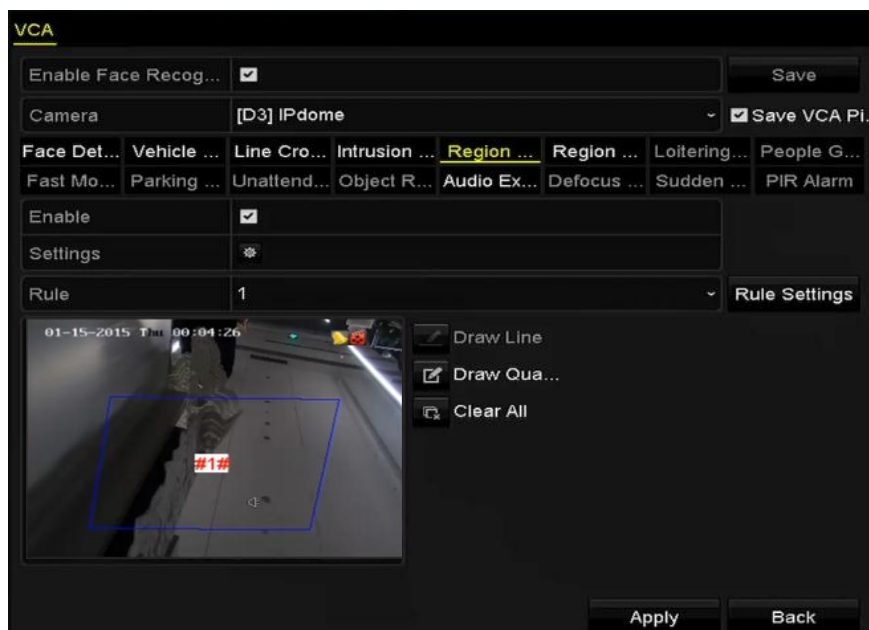 VCA
Enable Face Recog... Save
Camera [D3] IPdome Save VCA Pi.
Face Det... Vehicle ... Line Cro... Intrusion ... Region ... Region ... Loitering... People G...
Fast Mo... Parking ... Unattend... Object R... Audio Ex... Defocus ... Sudden ... PIR Alarm
Enable
Settings
Rule 1 Rule Settings
01-15-2015 Thu 00:04:26
Draw Line
Draw Qua...
Clear All
#1#
Apply Back